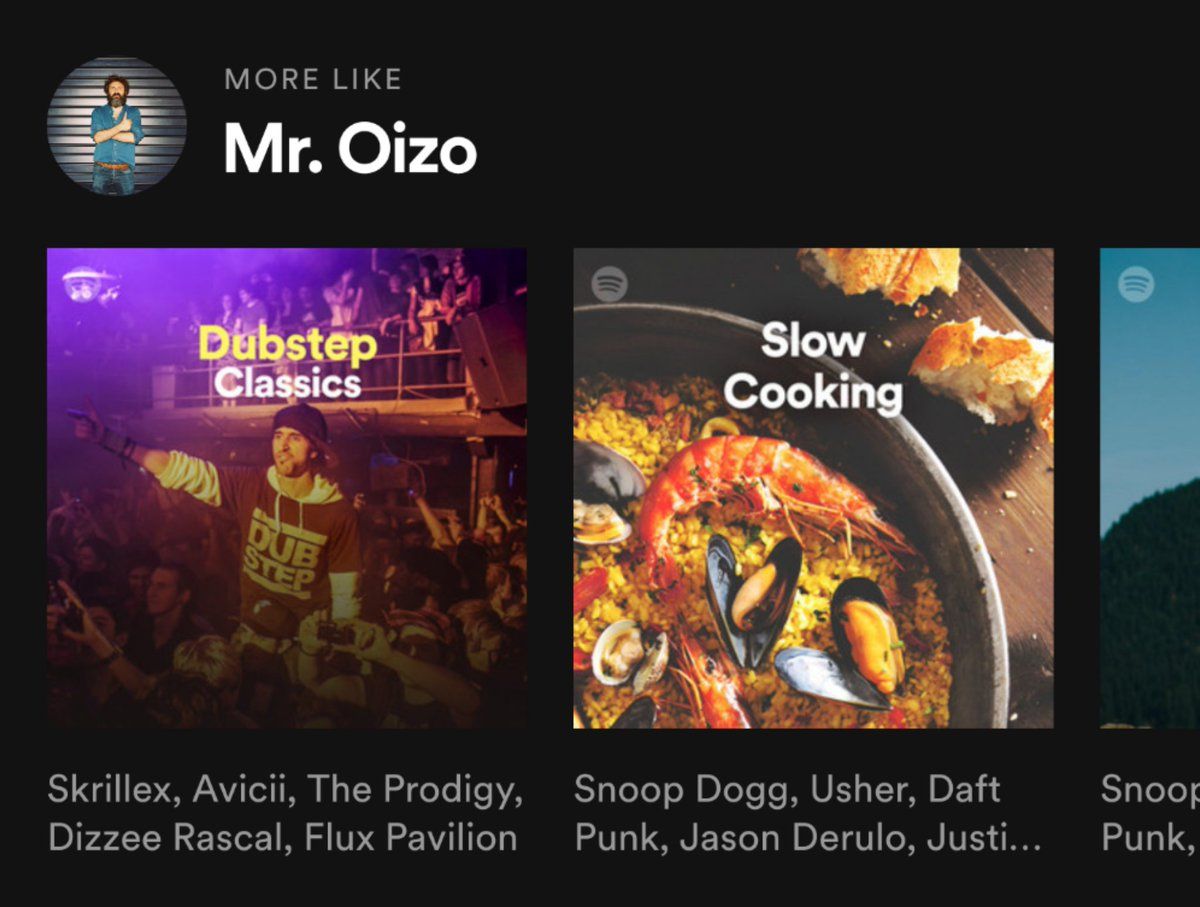 MORE LIKE
Mr. Oizo
Dubstep
Classics
DUB
STEP
Skrillex, Avicii, The Prodigy,
Dizzee Rascal, Flux Pavilion
Slow
Cooking
Snoop Dogg, Usher, Daft
Punk, Jason Derulo, Justi...
Snoop
Punk,